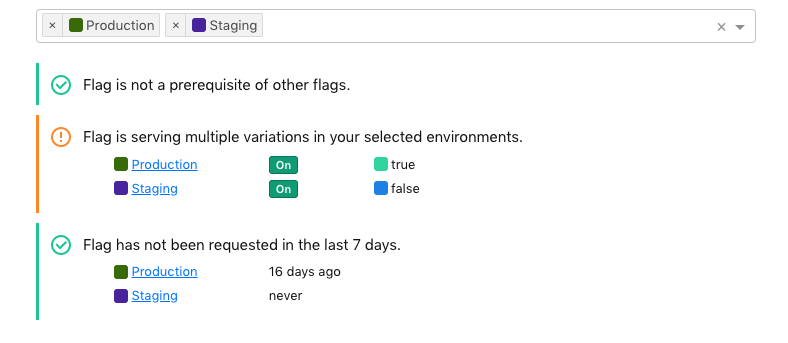 × Production × Staging ×
Flag is not a prerequisite of other flags.
Flag is serving multiple variations in your selected environments.
Production On true
Staging On false
Flag has not been requested in the last 7 days.
Production 16 days ago
Staging never